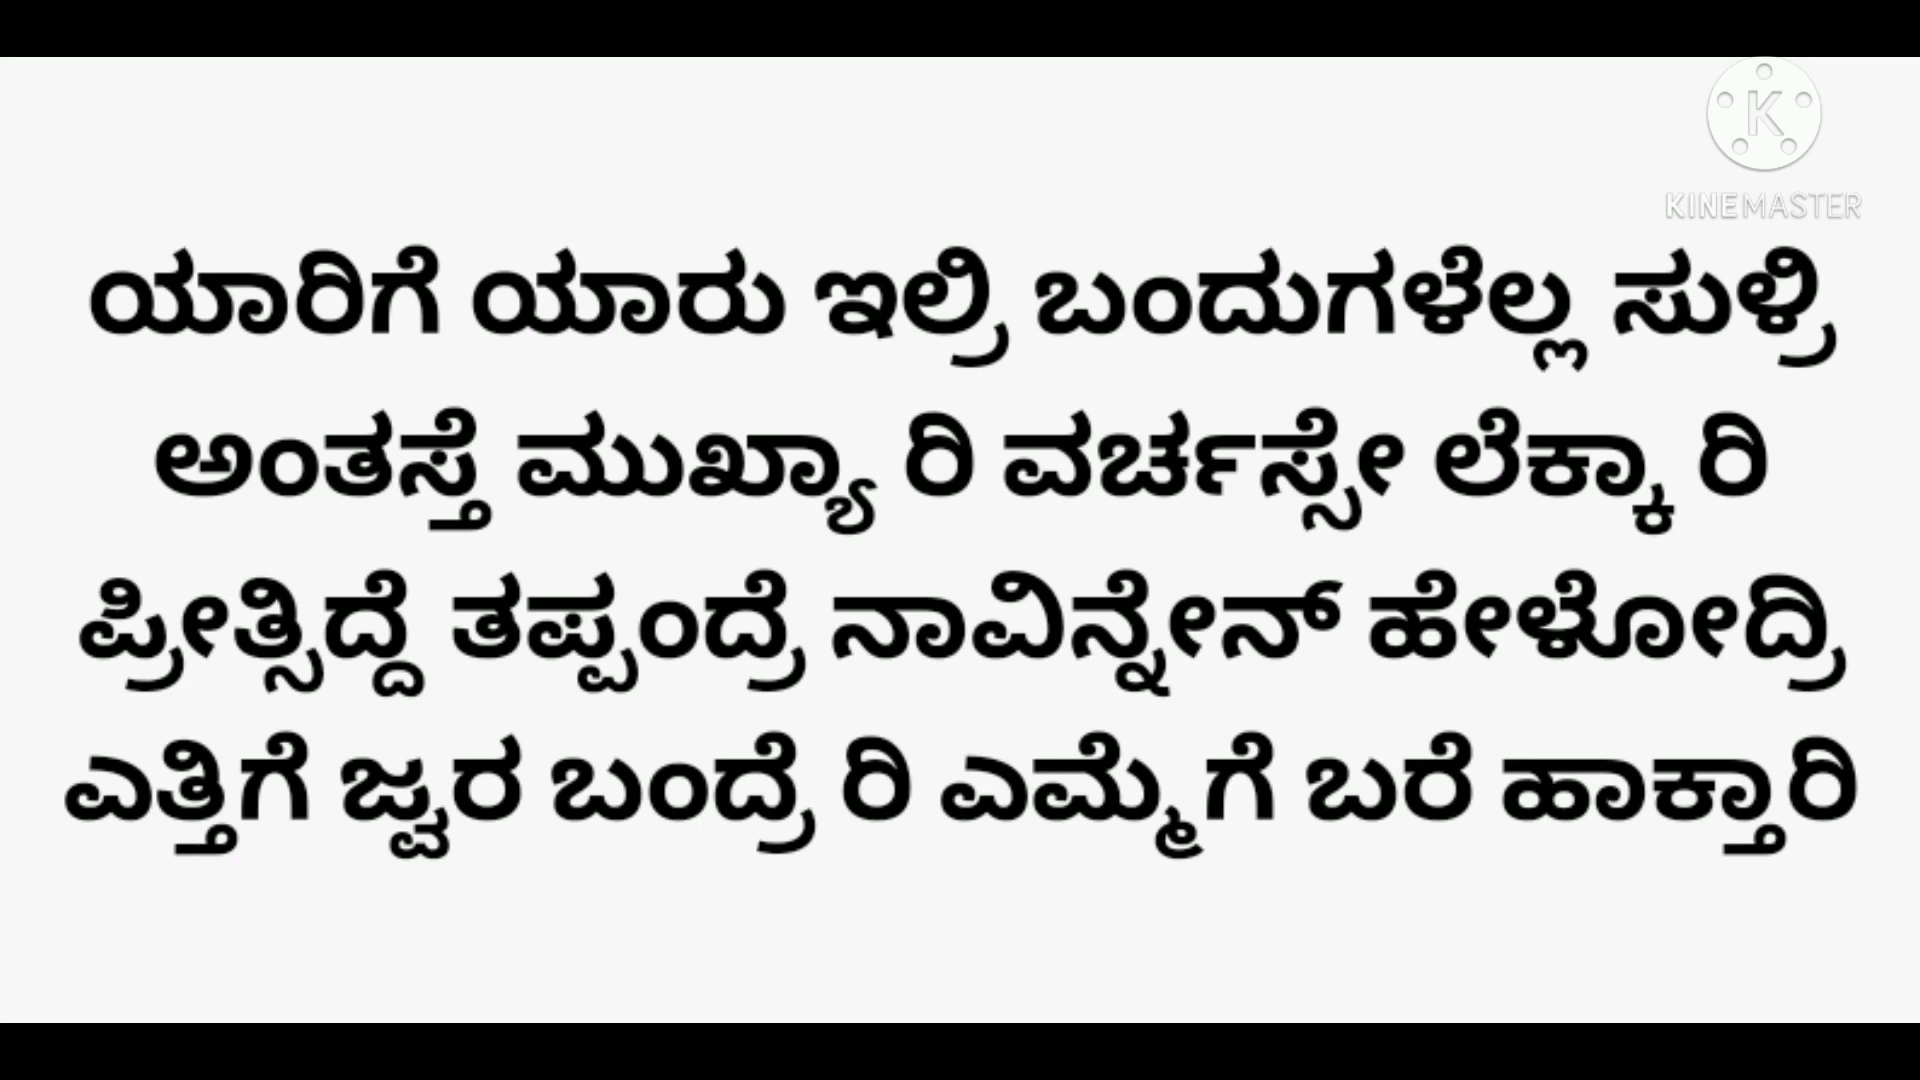 KINEMASTER
ಯಾರಿಗೆ ಯಾರು ಇಲ್ರಿ ಬಂದುಗಳೆಲ್ಲ ಸುಳ್ರಿ
ಅಂತಸ್ತೆ ಮುಖ್ಯಾ ರಿ ವರ್ಚಸ್ಸೇ ಲೆಕ್ಕಾ ರಿ
ಪ್ರೀತ್ಸಿದ್ದೆ ತಪ್ಪಂದ್ರೆ ನಾವಿನ್ನೇನ್ ಹೇಳೋದ್ರಿ
ಎತ್ತಿಗೆ ಜ್ವರ ಬಂದ್ರೆ ರಿ ಎಮ್ಮೆಗೆ ಬರೆ ಹಾಕ್ತಾರಿ